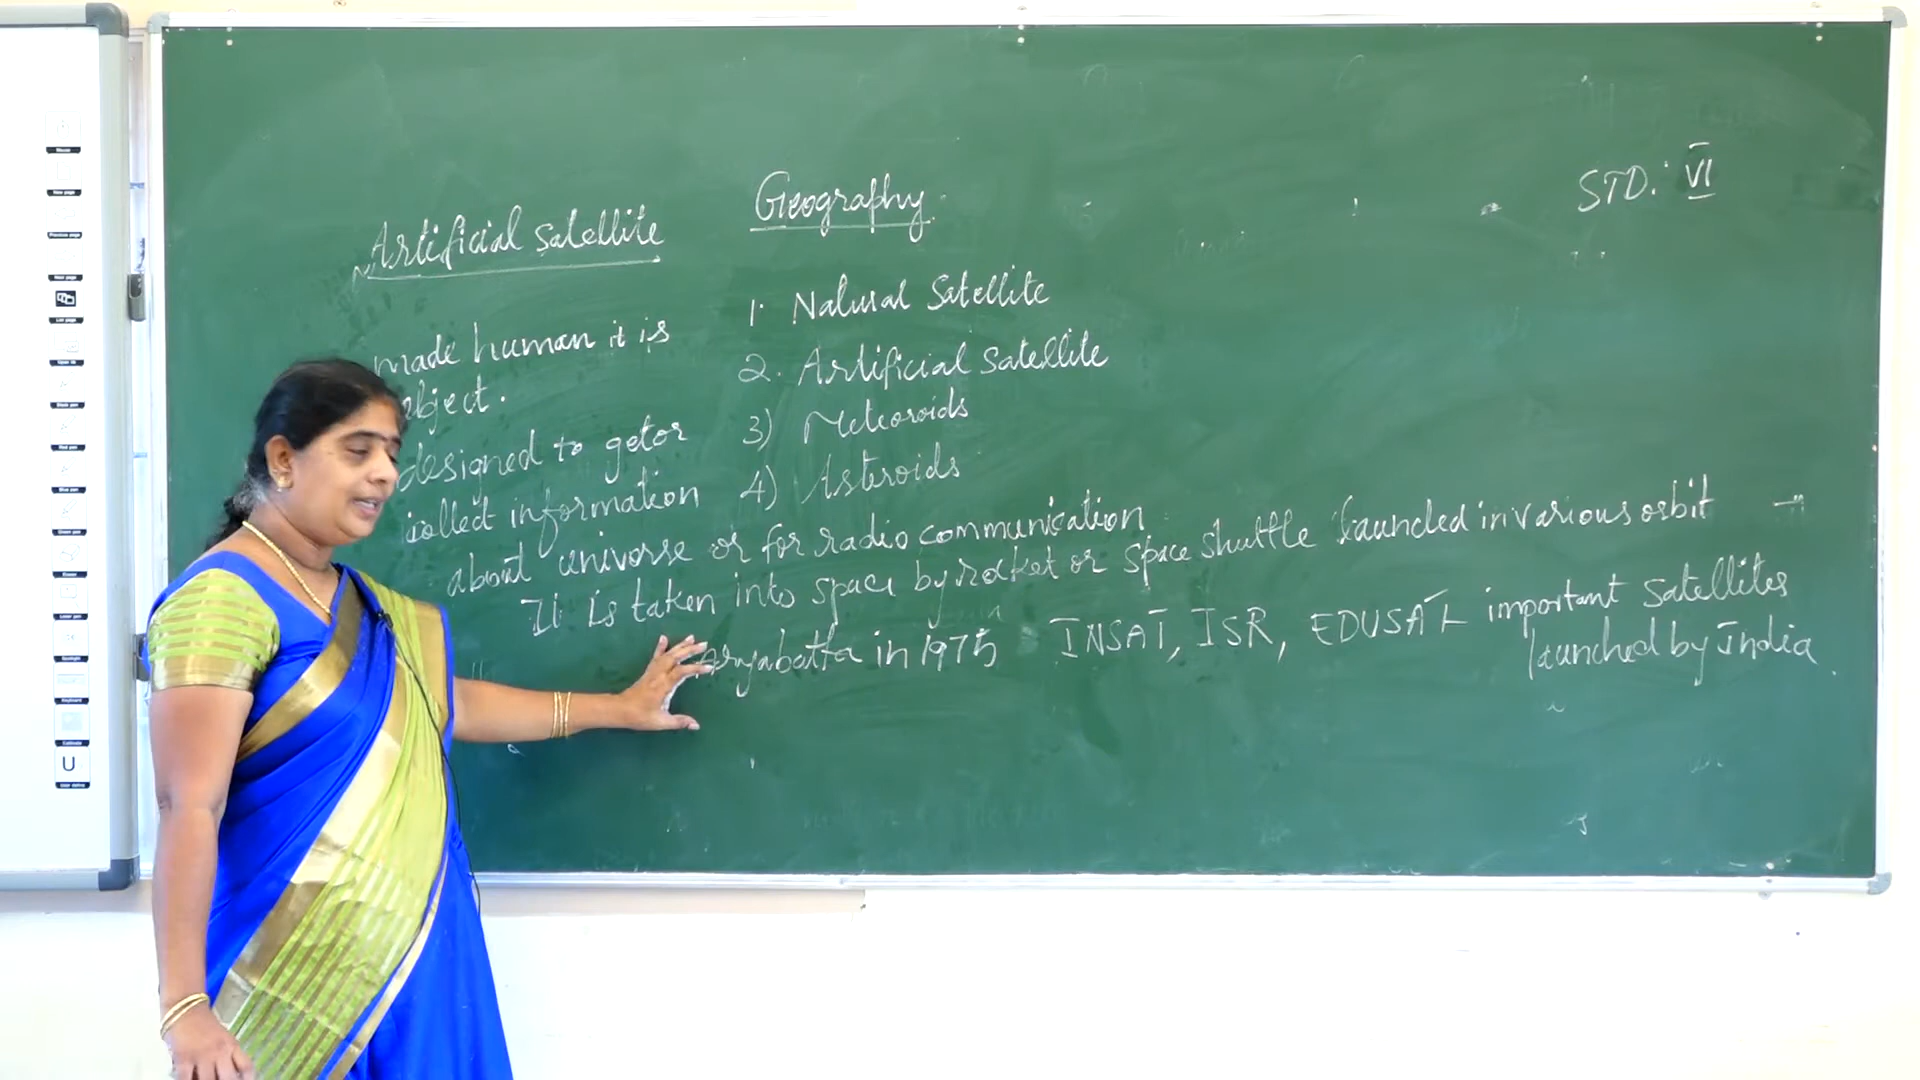 Geography
STD: VI
Artificial satellite
1. Natural Satellite
2. Artificial Satellite
3) Meteoroids
4) Asteroids
made human it is
object.
designed to get or
collect information
about universe or for radio communication
It is taken into space by rocket or space shuttle launched in various orbit
aryabatta in 1975 INSAT, ISR, EDUSAT important satellites
launched by India
U